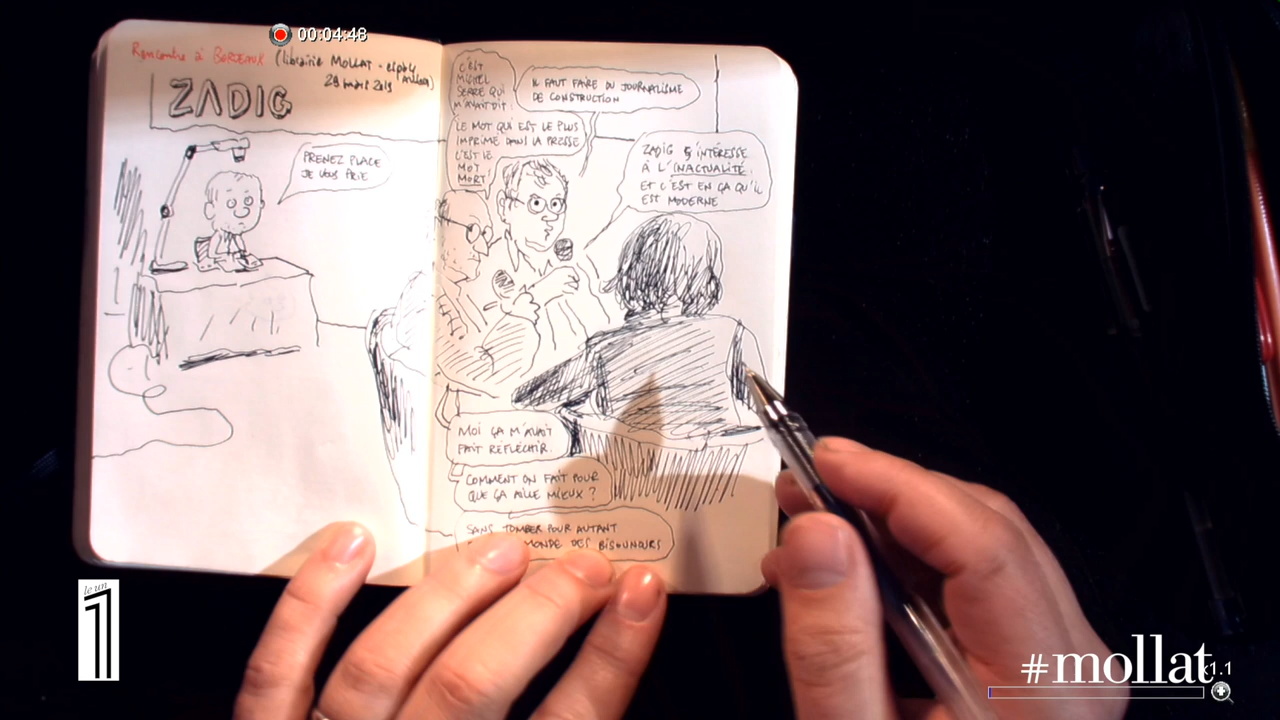 00:04:48
Rencontre à BORDEAUX (librairie MOLLAT -
28 mars 2019
ZADIG
PRENEZ PLACE
JE VOUS PRIE
C'EST
MICHEL
SERRE QUI
M'AVAIT DIT :
IL FAUT FAIRE DU JOURNALISME
DE CONSTRUCTION
LE MOT QUI EST LE PLUS
IMPRIMÉ DANS LA PRESSE
C'EST LE
MOT
MORT
ZADIG S'INTÉRESSE
À L'INACTUALITÉ
ET C'EST EN ÇA QU'IL
EST MODERNE
MOI ÇA M'AVAIT
FAIT RÉFLÉCHIR.
COMMENT ON FAIT POUR
QUE ÇA AILLE MIEUX ?
SANS TOMBER POUR AUTANT
MONDE DES BISOUNOURS
le un
1
#mollat
x1.1